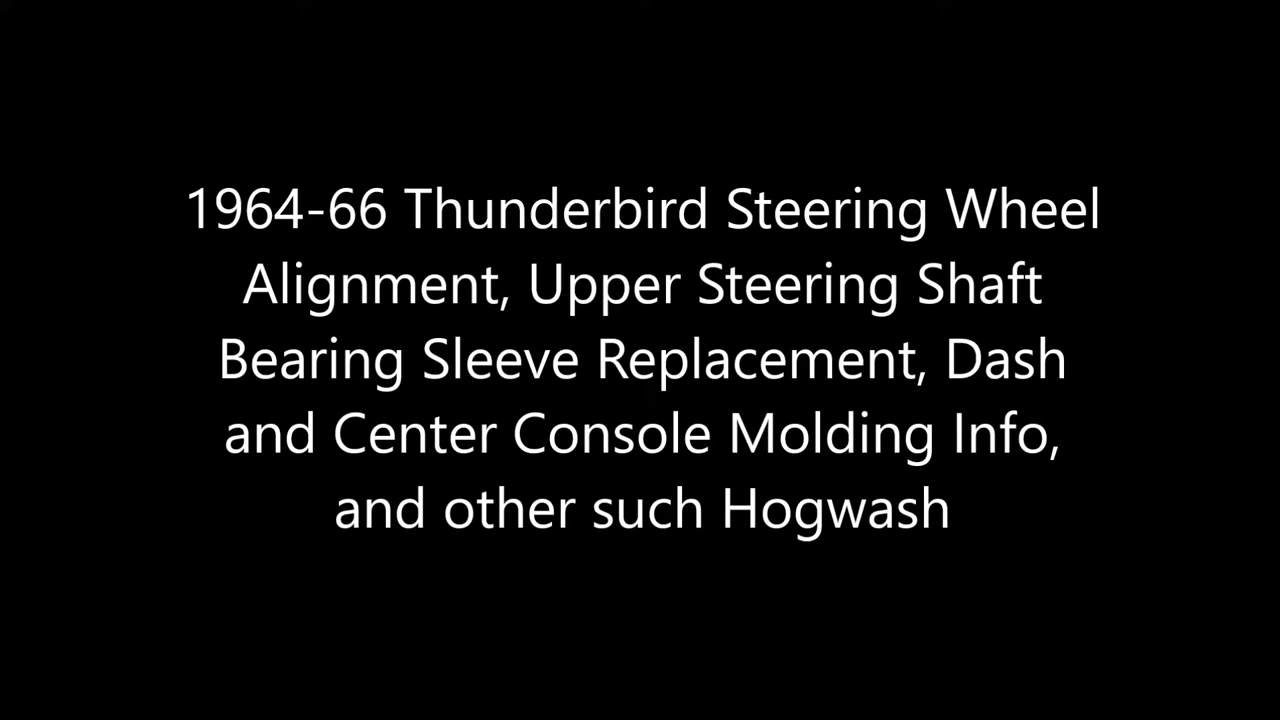 1964-66 Thunderbird Steering Wheel
Alignment, Upper Steering Shaft
Bearing Sleeve Replacement, Dash
and Center Console Molding Info,
and other such Hogwash